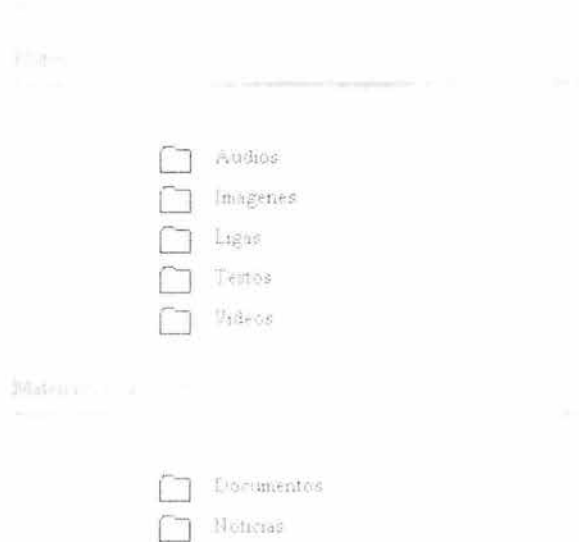 Audios
Imagenes
Ligas
Textos
Videos
Documentos
Noticias